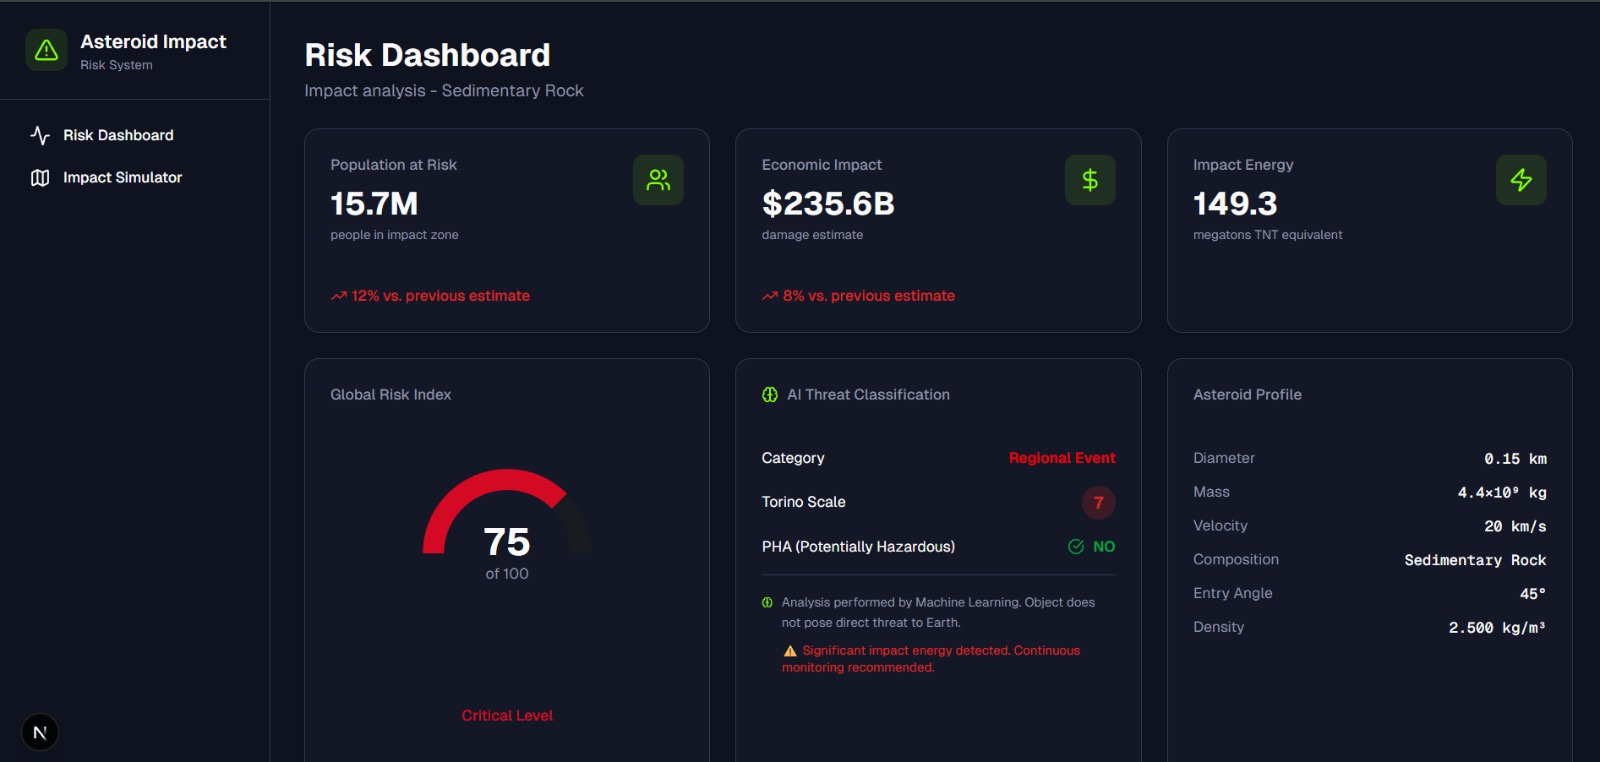 Asteroid Impact
Risk System
Risk Dashboard
Impact Simulator
N
Risk Dashboard
Impact analysis - Sedimentary Rock
Population at Risk
15.7M
people in impact zone
12% vs. previous estimate
Economic Impact
$235.6B
damage estimate
8% vs. previous estimate
Impact Energy
149.3
megatons TNT equivalent
Global Risk Index
75
of 100
Critical Level
AI Threat Classification
Category Regional Event
Torino Scale 7
PHA (Potentially Hazardous) NO
Analysis performed by Machine Learning. Object does
not pose direct threat to Earth.
⚠️ Significant impact energy detected. Continuous
monitoring recommended.
Asteroid Profile
Diameter 0.15 km
Mass 4.4×10⁹ kg
Velocity 20 km/s
Composition Sedimentary Rock
Entry Angle 45°
Density 2.500 kg/m³